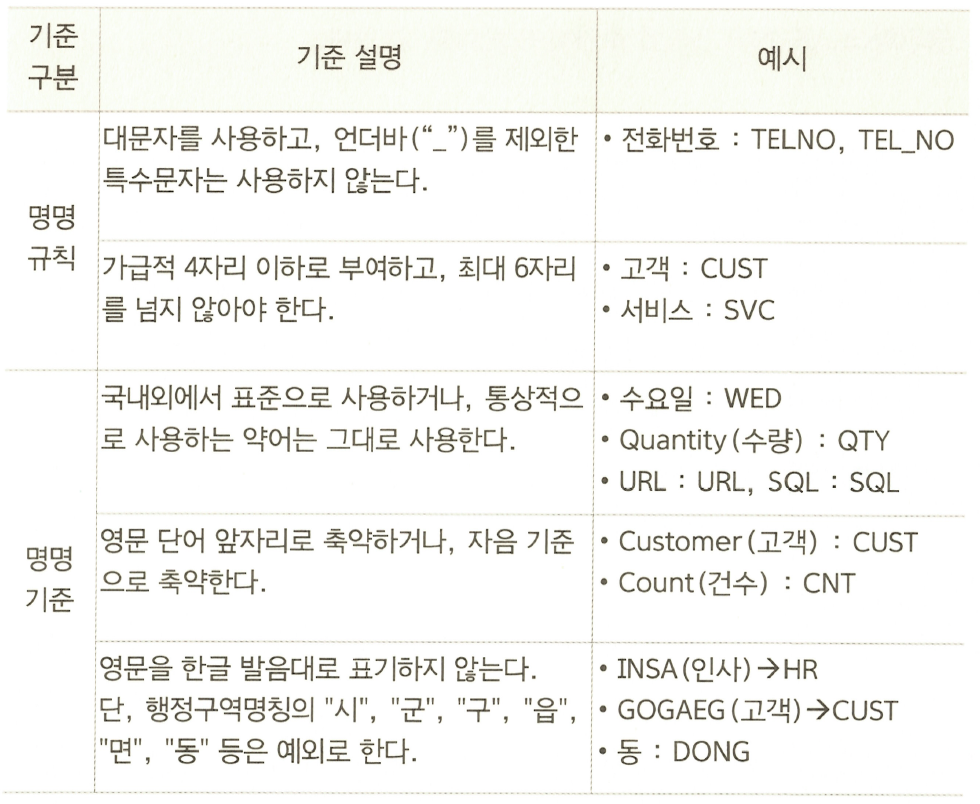 기준
구분
기준 설명
예시
명명
규칙
대문자를 사용하고, 언더바(“_”)를 제외한
특수문자는 사용하지 않는다.
• 전화번호 : TELNO, TEL_NO
가급적 4자리 이하로 부여하고, 최대 6자리
를 넘지 않아야 한다.
• 고객 : CUST
• 서비스 : SVC
명명
기준
국내외에서 표준으로 사용하거나, 통상적으
로 사용하는 약어는 그대로 사용한다.
• 수요일 : WED
• Quantity(수량) : QTY
• URL : URL, SQL : SQL
영문 단어 앞자리로 축약하거나, 자음 기준
으로 축약한다.
• Customer(고객) : CUST
• Count(건수) : CNT
영문을 한글 발음대로 표기하지 않는다.
단, 행정구역명칭의 "시", "군", "구", "읍",
"면", "동" 등은 예외로 한다.
• INSA(인사)→HR
• GOGAEG(고객)→CUST
• 동 : DONG